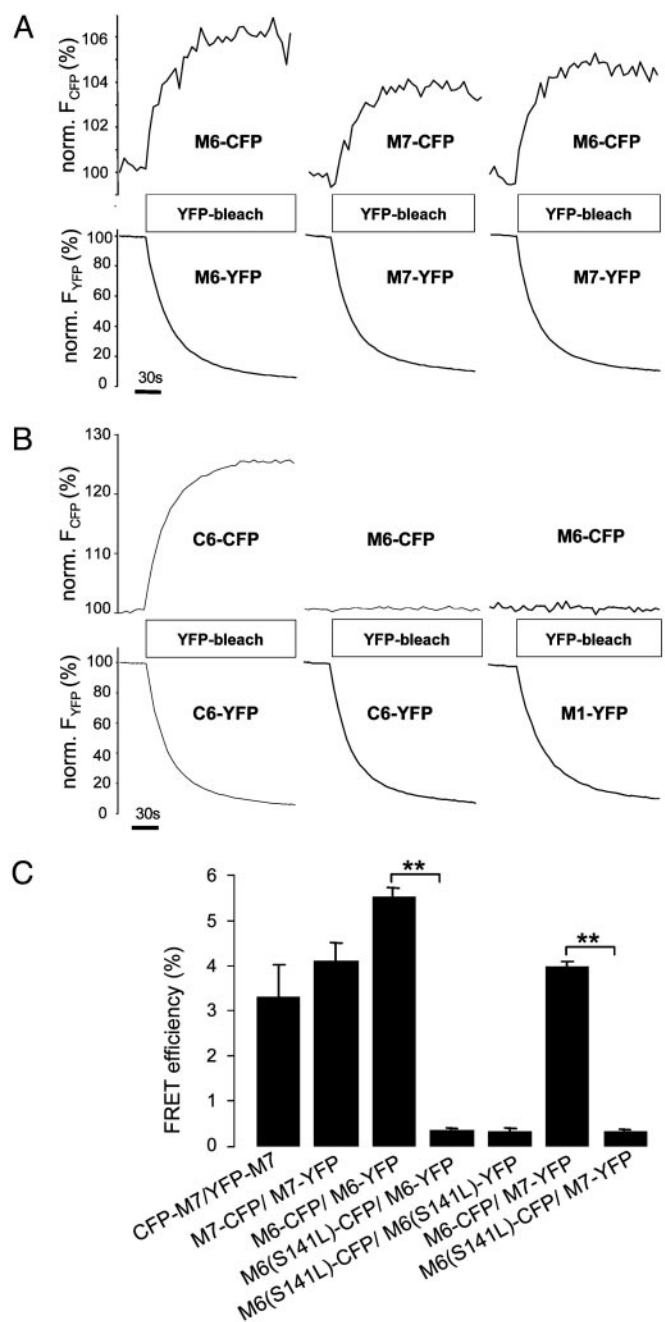 A
norm. F_CFP (%)
106
104
102
100
M6-CFP
M7-CFP
M6-CFP
YFP-bleach
YFP-bleach
YFP-bleach
norm. F_YFP (%)
100
80
60
40
20
0
M6-YFP
M7-YFP
M7-YFP
30s
B
norm. F_CFP (%)
130
120
110
100
C6-CFP
M6-CFP
M6-CFP
YFP-bleach
YFP-bleach
YFP-bleach
norm. F_YFP (%)
100
80
60
40
20
0
C6-YFP
C6-YFP
M1-YFP
30s
C
FRET efficiency (%)
6
5
4
3
2
1
0
**
**
CFP-M7/YFP-M7
M7-CFP/ M7-YFP
M6-CFP/ M6-YFP
M6(S141L)-CFP/ M6-YFP
M6(S141L)-CFP/ M6(S141L)-YFP
M6-CFP/ M7-YFP
M6(S141L)-CFP/ M7-YFP